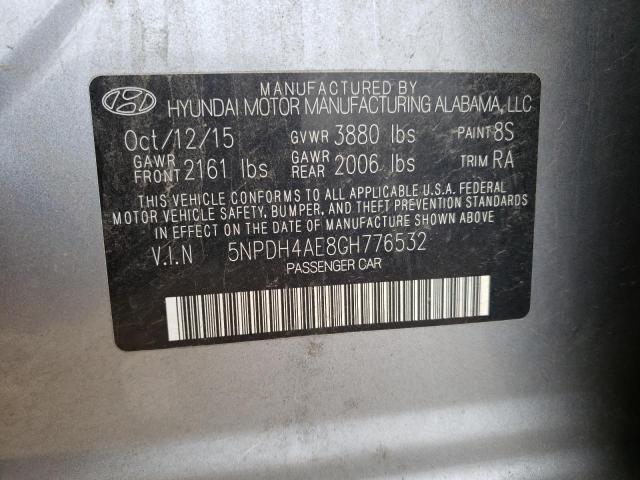 MANUFACTURED BY
HYUNDAI MOTOR MANUFACTURING ALABAMA, LLC
Oct/12/15 GVWR 3880 lbs PAINT 8S
GAWR FRONT 2161 lbs GAWR REAR 2006 lbs TRIM RA
THIS VEHICLE CONFORMS TO ALL APPLICABLE U.S.A. FEDERAL
MOTOR VEHICLE SAFETY, BUMPER, AND THEFT PREVENTION STANDARDS
IN EFFECT ON THE DATE OF MANUFACTURE SHOWN ABOVE.
V.I.N 5NPDH4AE8GH776532
PASSENGER CAR